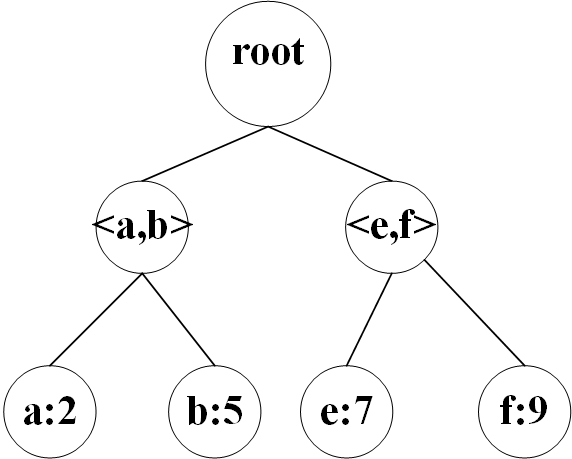 root
<a,b>
<e,f>
a:2
b:5
e:7
f:9